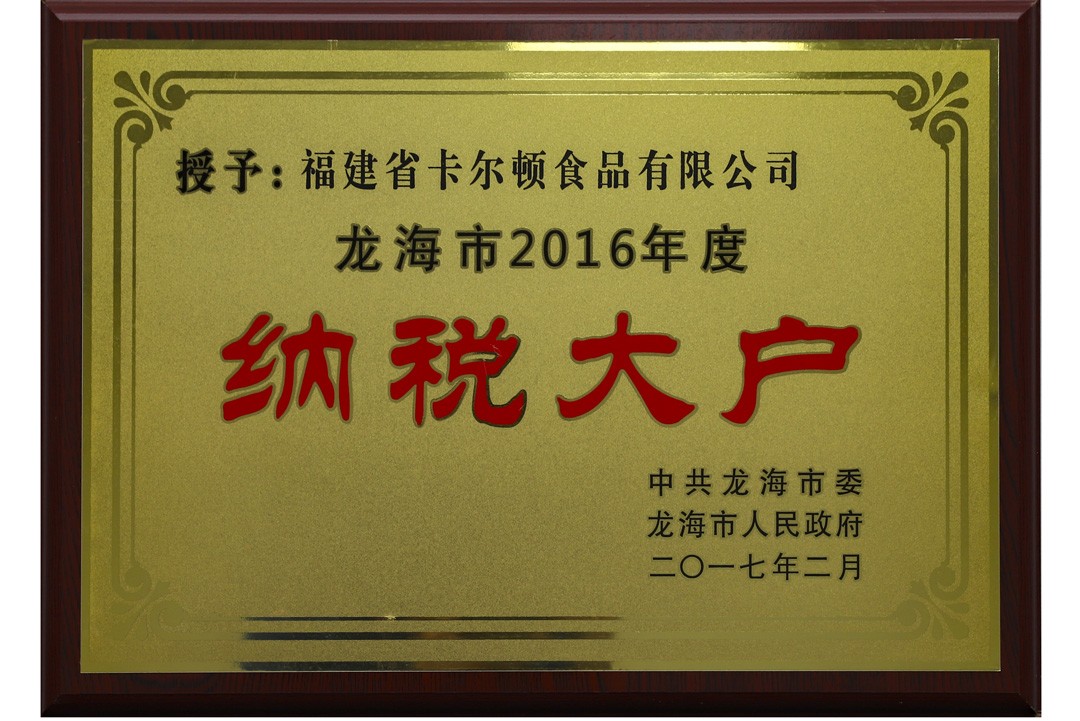 授予：福建省卡尔顿食品有限公司
龙海市2016年度
纳税大户
中共龙海市委
龙海市人民政府
二〇一七年二月